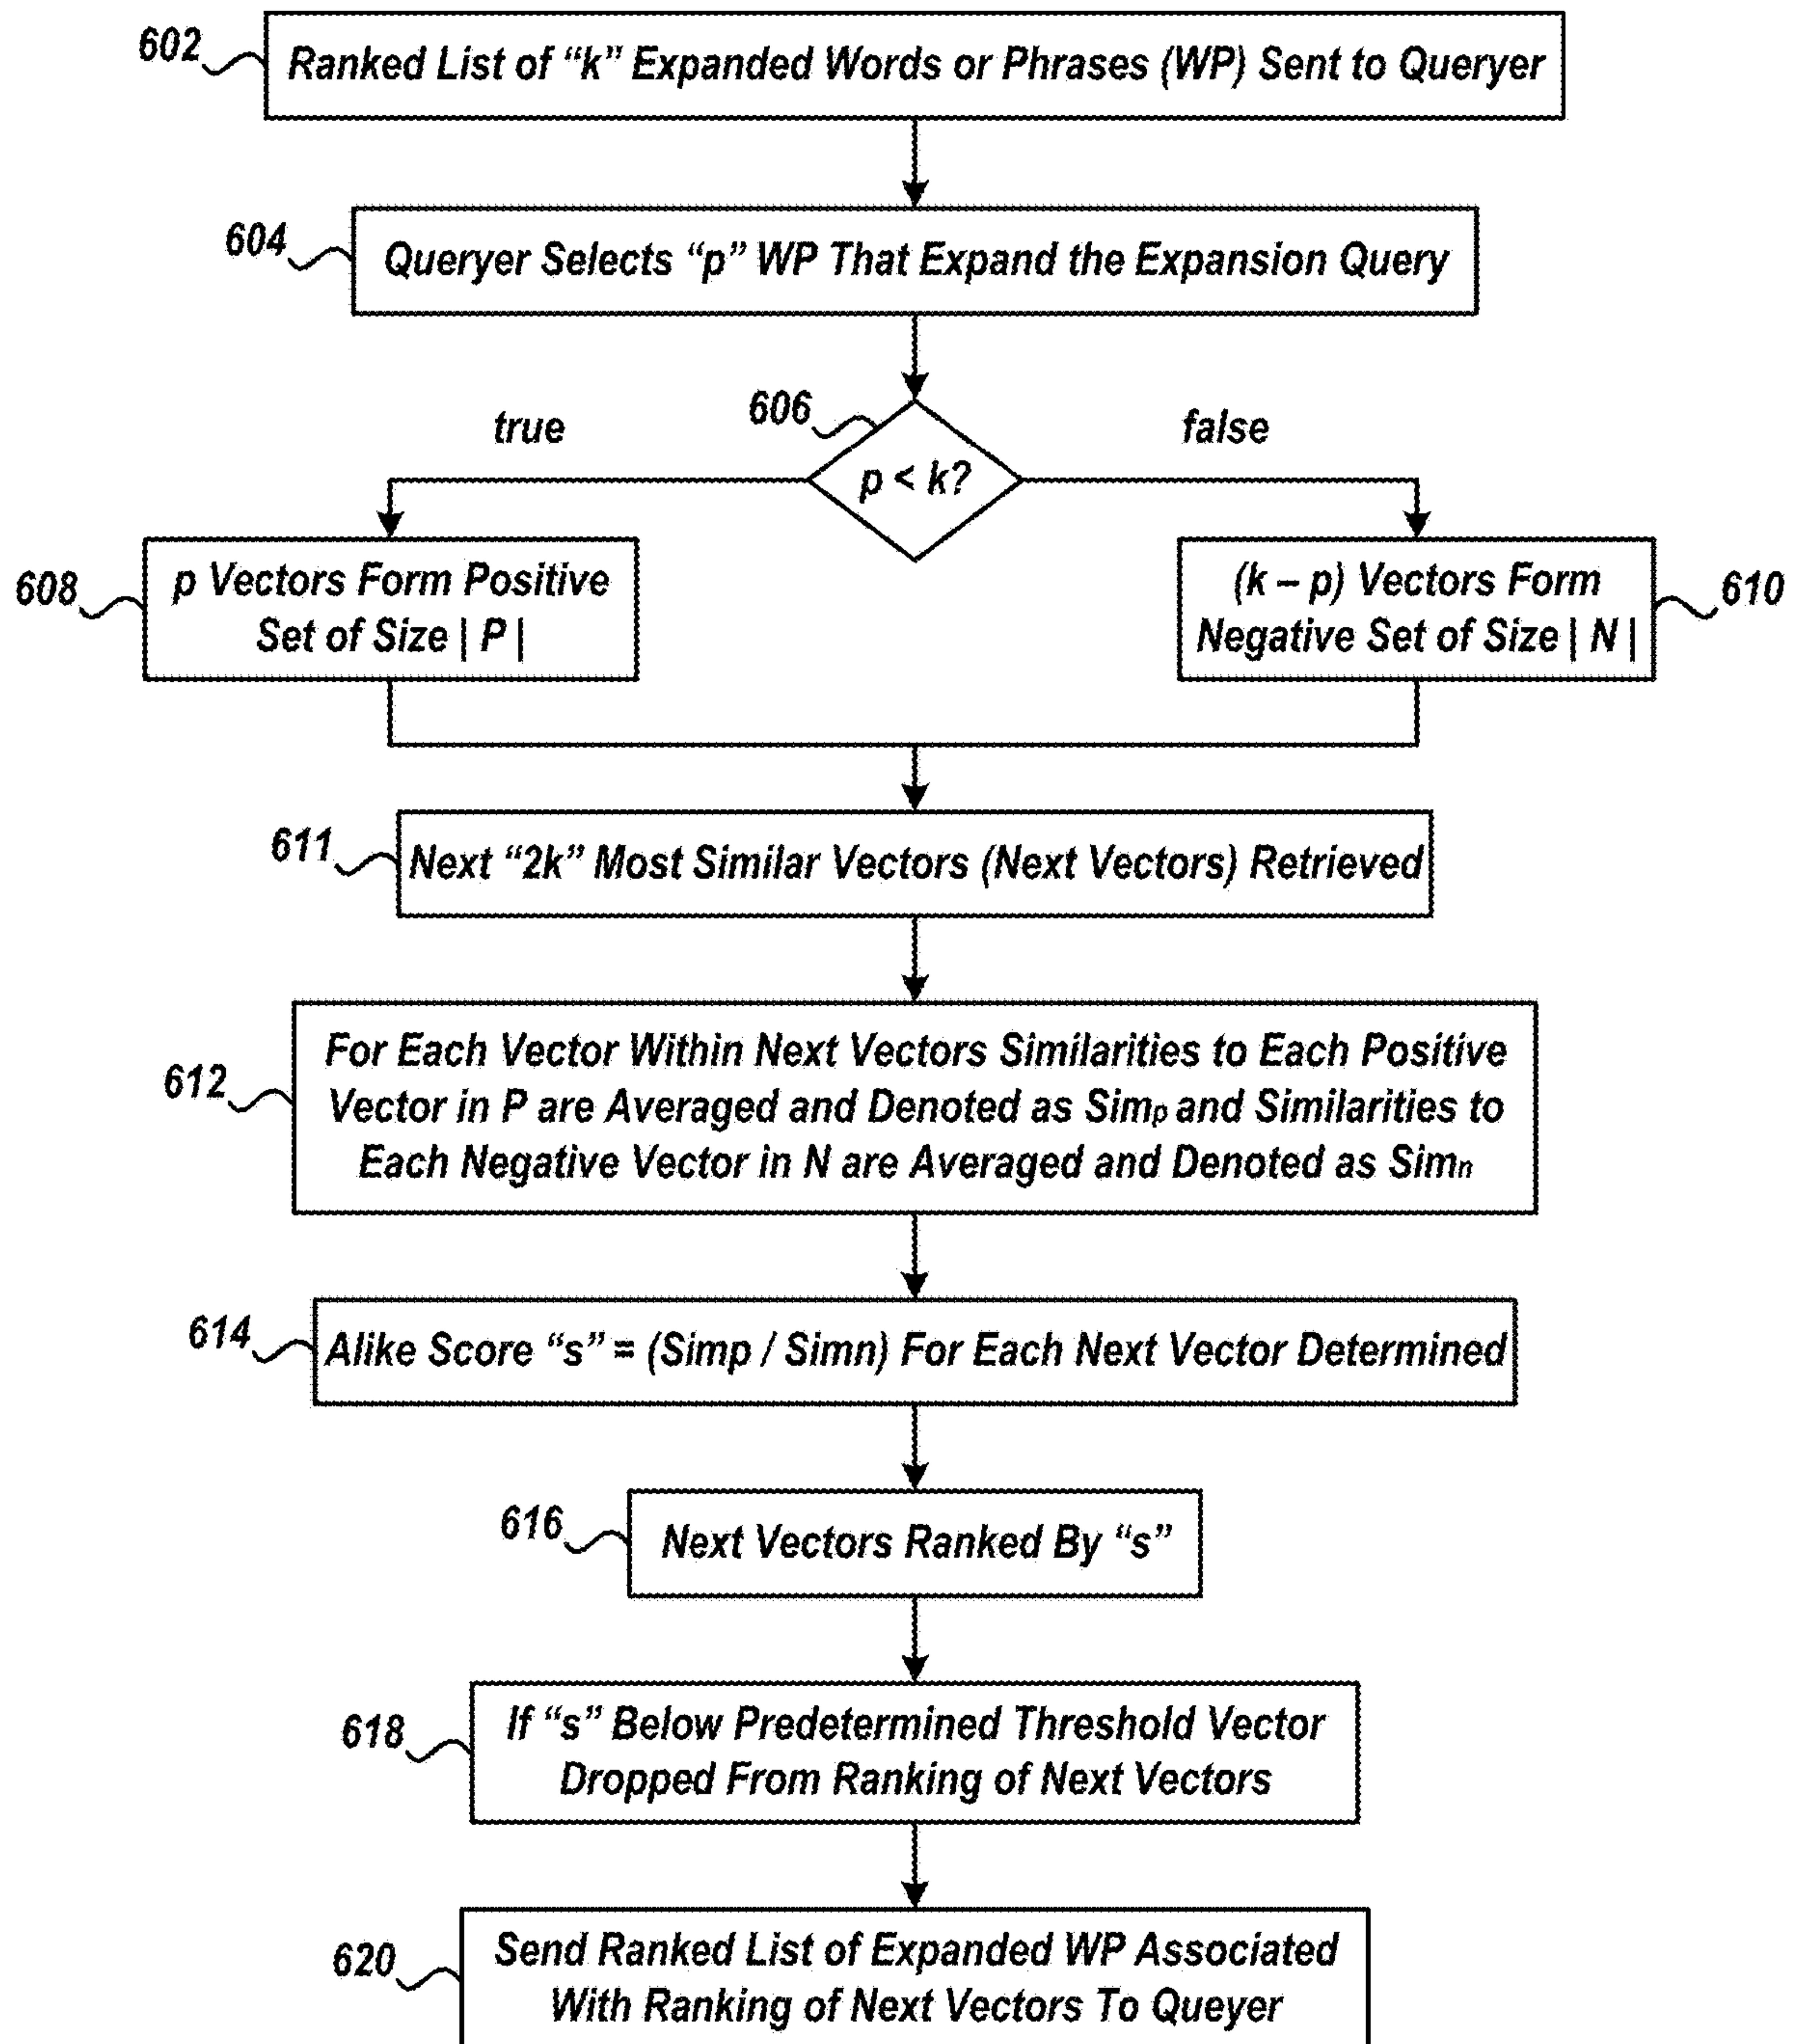 602
Ranked List of “k” Expanded Words or Phrases (WP) Sent to Queryer
604
Queryer Selects “p” WP That Expand the Expansion Query
606
true
false
p < k?
608
p Vectors Form Positive
Set of Size | P |
(k – p) Vectors Form
Negative Set of Size | N |
610
611
Next “2k” Most Similar Vectors (Next Vectors) Retrieved
612
For Each Vector Within Next Vectors Similarities to Each Positive
Vector in P are Averaged and Denoted as Simp and Similarities to
Each Negative Vector in N are Averaged and Denoted as Simn
614
Alike Score “s” = (Simp / Simn) For Each Next Vector Determined
616
Next Vectors Ranked By “s”
618
If “s” Below Predetermined Threshold Vector
Dropped From Ranking of Next Vectors
620
Send Ranked List of Expanded WP Associated
With Ranking of Next Vectors To Queyer